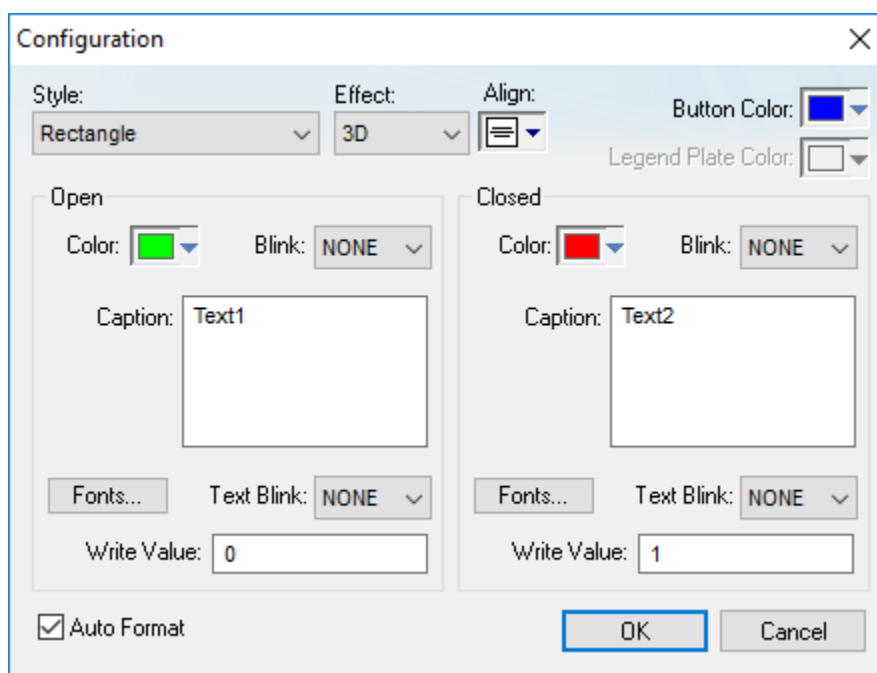 Configuration
Style: Effect: Align:
Rectangle 3D Button Color:
Legend Plate Color:
Open
Color: Blink: NONE
Caption: Text1
Fonts... Text Blink: NONE
Write Value: 0
Closed
Color: Blink: NONE
Caption: Text2
Fonts... Text Blink: NONE
Write Value: 1
Auto Format OK Cancel